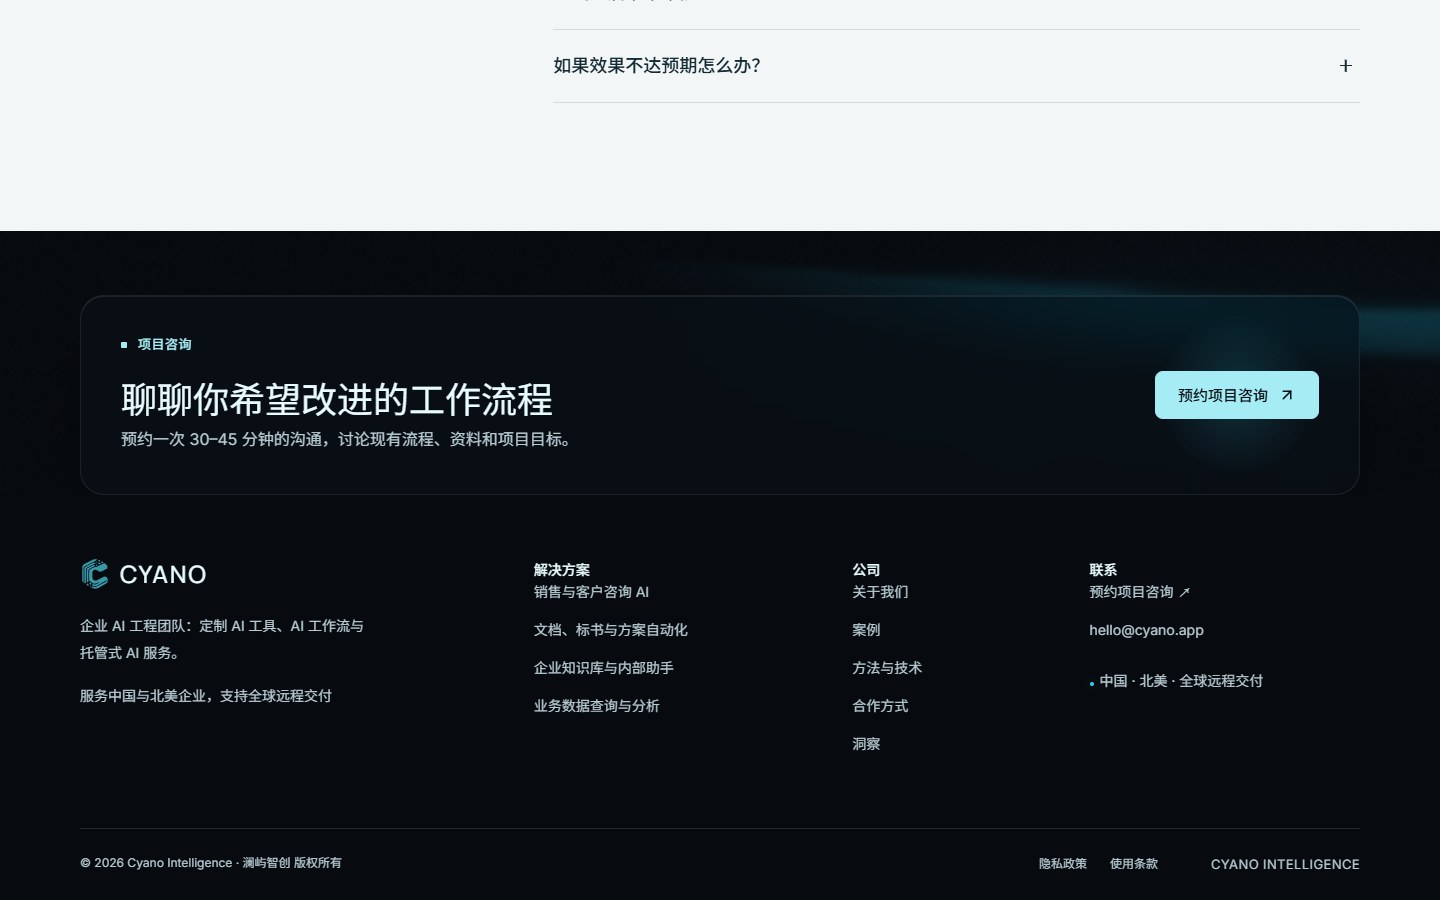 如果效果不达预期怎么办？
项目咨询
聊聊你希望改进的工作流程
预约一次 30–45 分钟的沟通，讨论现有流程、资料和项目目标。
预约项目咨询
CYANO
企业 AI 工程团队：定制 AI 工具、AI 工作流与
托管式 AI 服务。
服务中国与北美企业，支持全球远程交付
解决方案
销售与客户咨询 AI
文档、标书与方案自动化
企业知识库与内部助手
业务数据查询与分析
公司
关于我们
案例
方法与技术
合作方式
洞察
联系
预约项目咨询 ↗
hello@cyano.app
中国 · 北美 · 全球远程交付
© 2026 Cyano Intelligence · 澜屿智创 版权所有
隐私政策
使用条款
CYANO INTELLIGENCE